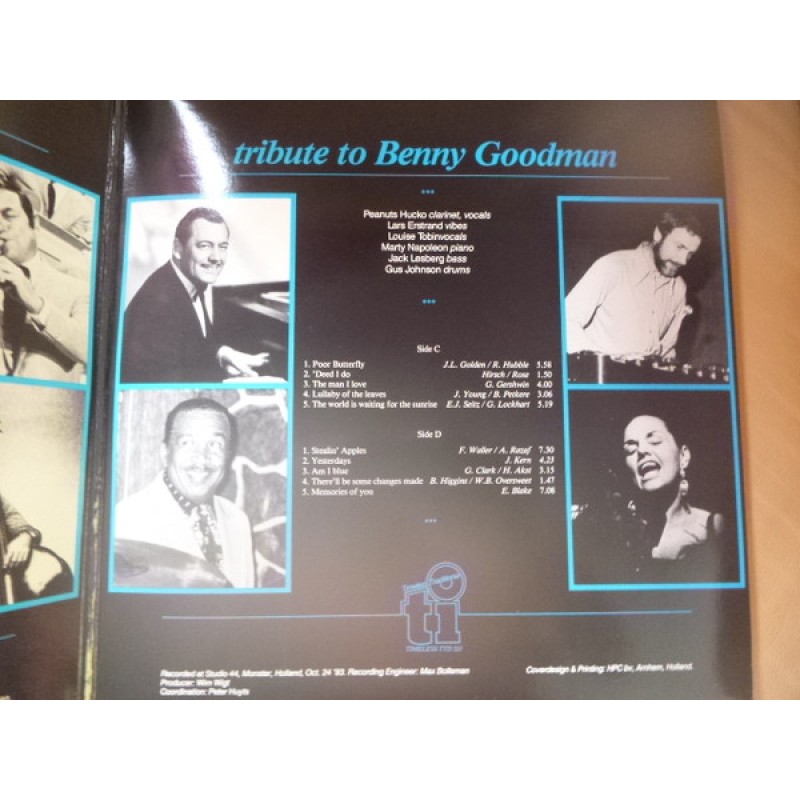 tribute to Benny Goodman
***
Peanuts Hucko clarinet, vocals
Lars Erstrand vibes
Louise Tobin vocals
Marty Napoleon piano
Jack Lesberg bass
Gus Johnson drums
***
Side C
1. Poor Butterfly J.L. Golden / R. Hubble 5.58
2. 'Deed I do Hirsch / Rose 1.50
3. The man I love G. Gershwin 4.00
4. Lullaby of the leaves J. Young / B. Petkere 3.06
5. The world is waiting for the sunrise E.J. Seitz / G. Lockhart 5.19
Side D
1. Stealin' Apples F. Waller / A. Razaf 7.30
2. Yesterdays J. Kern 4.23
3. Am I blue G. Clark / H. Akst 3.15
4. There'll be some changes made B. Higgins / W.B. Oversweet 1.47
5. Memories of you E. Blake 7.08
***
ti
TIMELESS
Recorded at Studio 44, Monster, Holland, Oct. 24 '83. Recording Engineer: Max Bolleman
Producer: Wim Wigt
Coordination: Peter Huyts
Coverdesign & Printing: HPC bv, Arnhem, Holland.